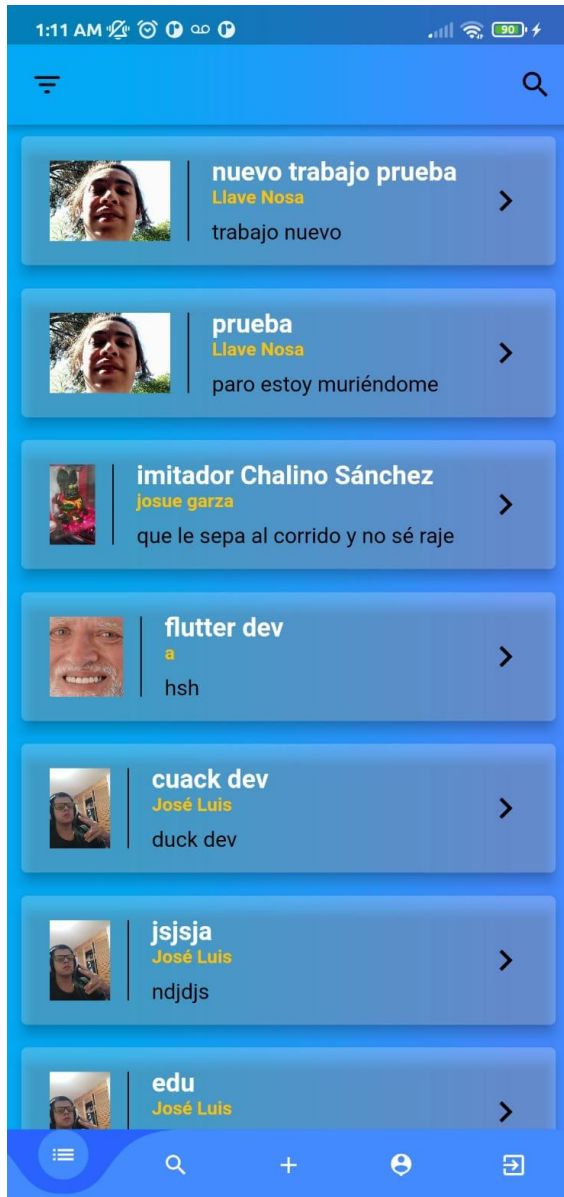 1:11 AM
90
nuevo trabajo prueba
Llave Nosa
trabajo nuevo
prueba
Llave Nosa
paro estoy muriéndome
imitador Chalino Sánchez
josue garza
que le sepa al corrido y no sé raje
flutter dev
a
hsh
cuack dev
José Luis
duck dev
jsjsja
José Luis
ndjdjs
edu
José Luis